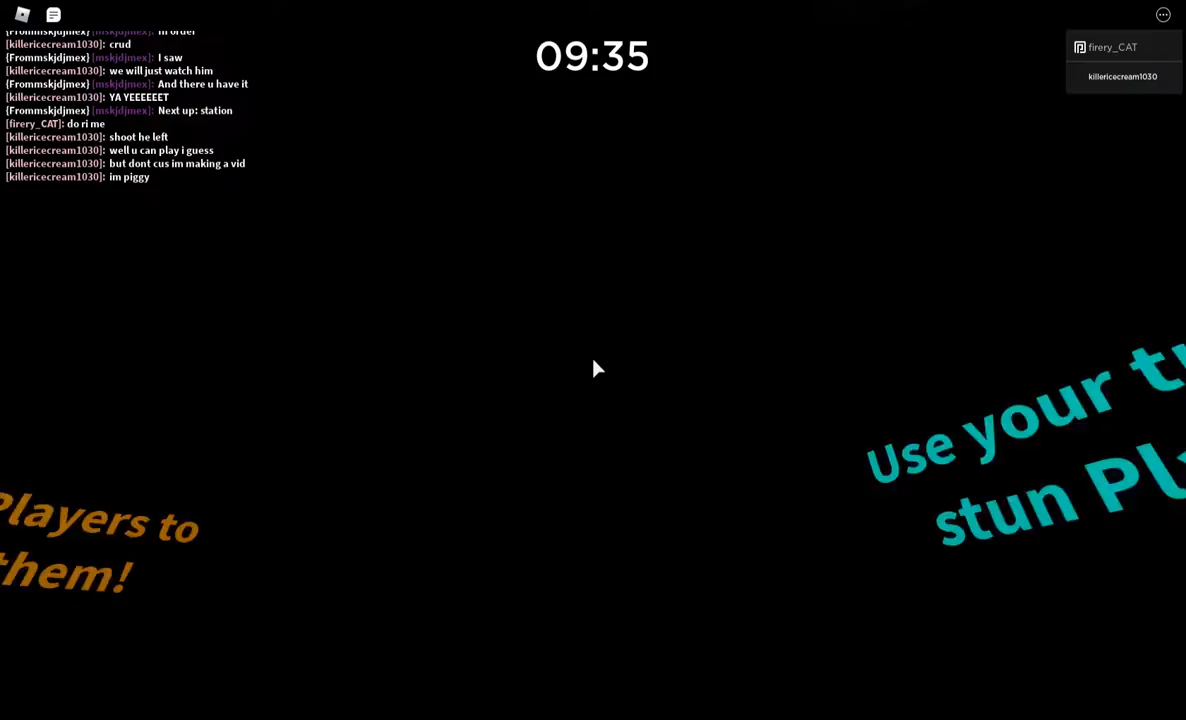 {Frommskjdjmex} [mskjdjmex]: In order
[killericecream1030]: crud
{Frommskjdjmex} [mskjdjmex]: I saw
[killericecream1030]: we will just watch him
{Frommskjdjmex} [mskjdjmex]: And there u have it
[killericecream1030]: YA YEEEEEET
{Frommskjdjmex} [mskjdjmex]: Next up: station
[firery_CAT]: do ri me
[killericecream1030]: shoot he left
[killericecream1030]: well u can play i guess
[killericecream1030]: but dont cus im making a vid
[killericecream1030]: im piggy
09:35
firery_CAT
killericecream1030
Use your
stun
Players to
them!